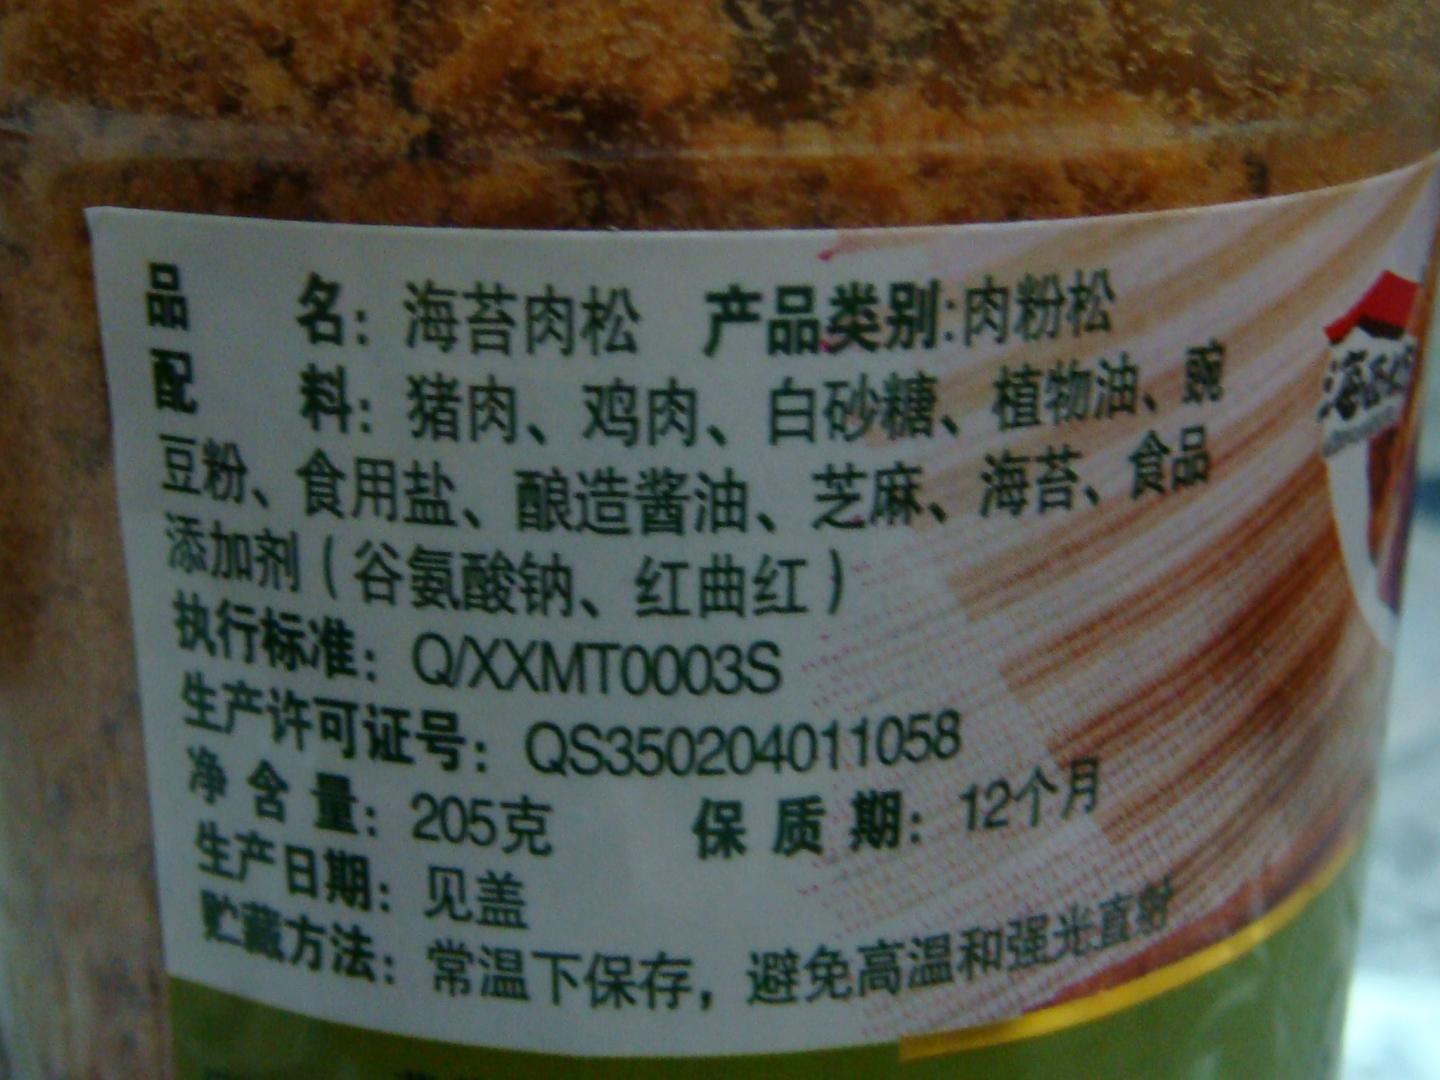 品 名：海苔肉松 产品类别：肉粉松
配 料：猪肉、鸡肉、白砂糖、植物油、豌
豆粉、食用盐、酿造酱油、芝麻、海苔、食品
添加剂（谷氨酸钠、红曲红）
执行标准：Q/XXMT0003S
生产许可证号：QS350204011058
净含量：205克 保质期：12个月
生产日期：见盖
贮藏方法：常温下保存，避免高温和强光直射